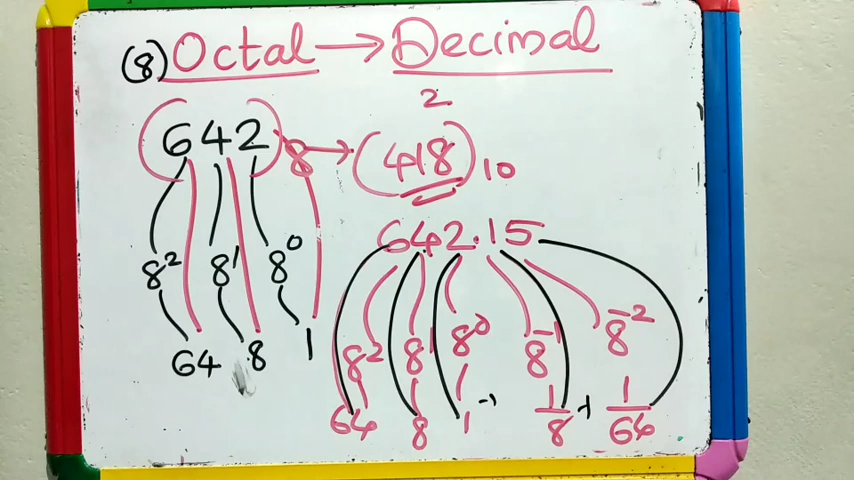 (8) Octal → Decimal
2
(642)8 → (418)10
642.15
8² 8¹ 8⁰
64 8 1
8² 8¹ 8⁰ 8⁻¹ 8⁻²
64 8 1 → 1/8 + 1/64